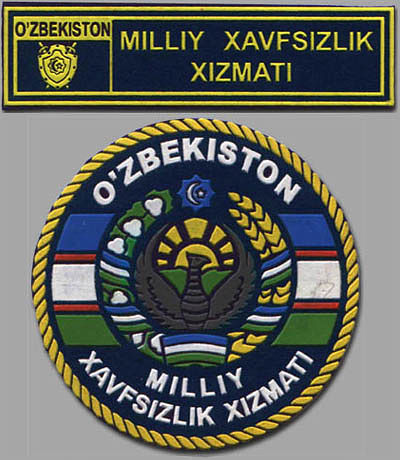 O'ZBEKISTON
MILLIY XAVFSIZLIK
XIZMATI
O'ZBEKISTON
MILLIY
XAVFSIZLIK XIZMATI